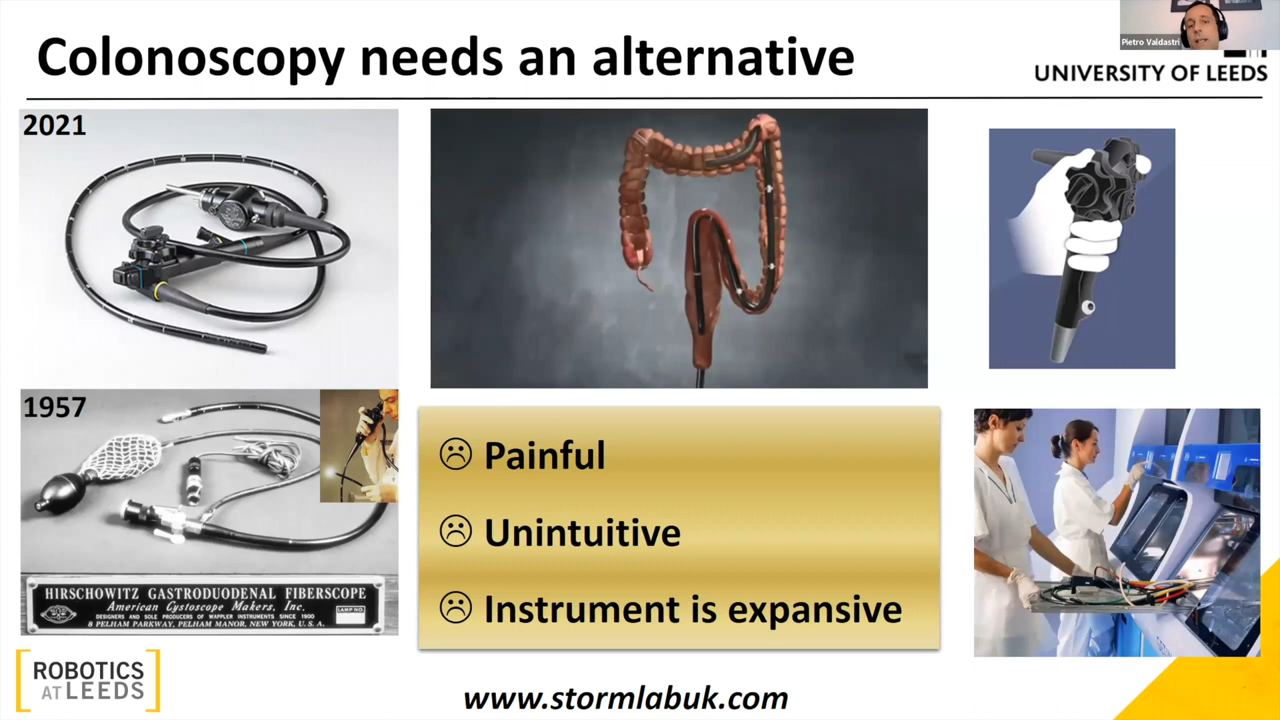 Colonoscopy needs an alternative
Pietro Valdastri
UNIVERSITY OF LEEDS
2021
1957
HIRSCHOWITZ GASTRODUODENAL FIBERSCOPE
American Cystoscope Makers, Inc.
DESIGNERS AND SOLE PRODUCERS OF WAPPLER INSTRUMENTS SINCE 1900
8 PELHAM PARKWAY, PELHAM MANOR, NEW YORK, U. S. A.
LAMP NO.
☹ Painful
☹ Unintuitive
☹ Instrument is expansive
ROBOTICS
AT LEEDS
www.stormlabuk.com